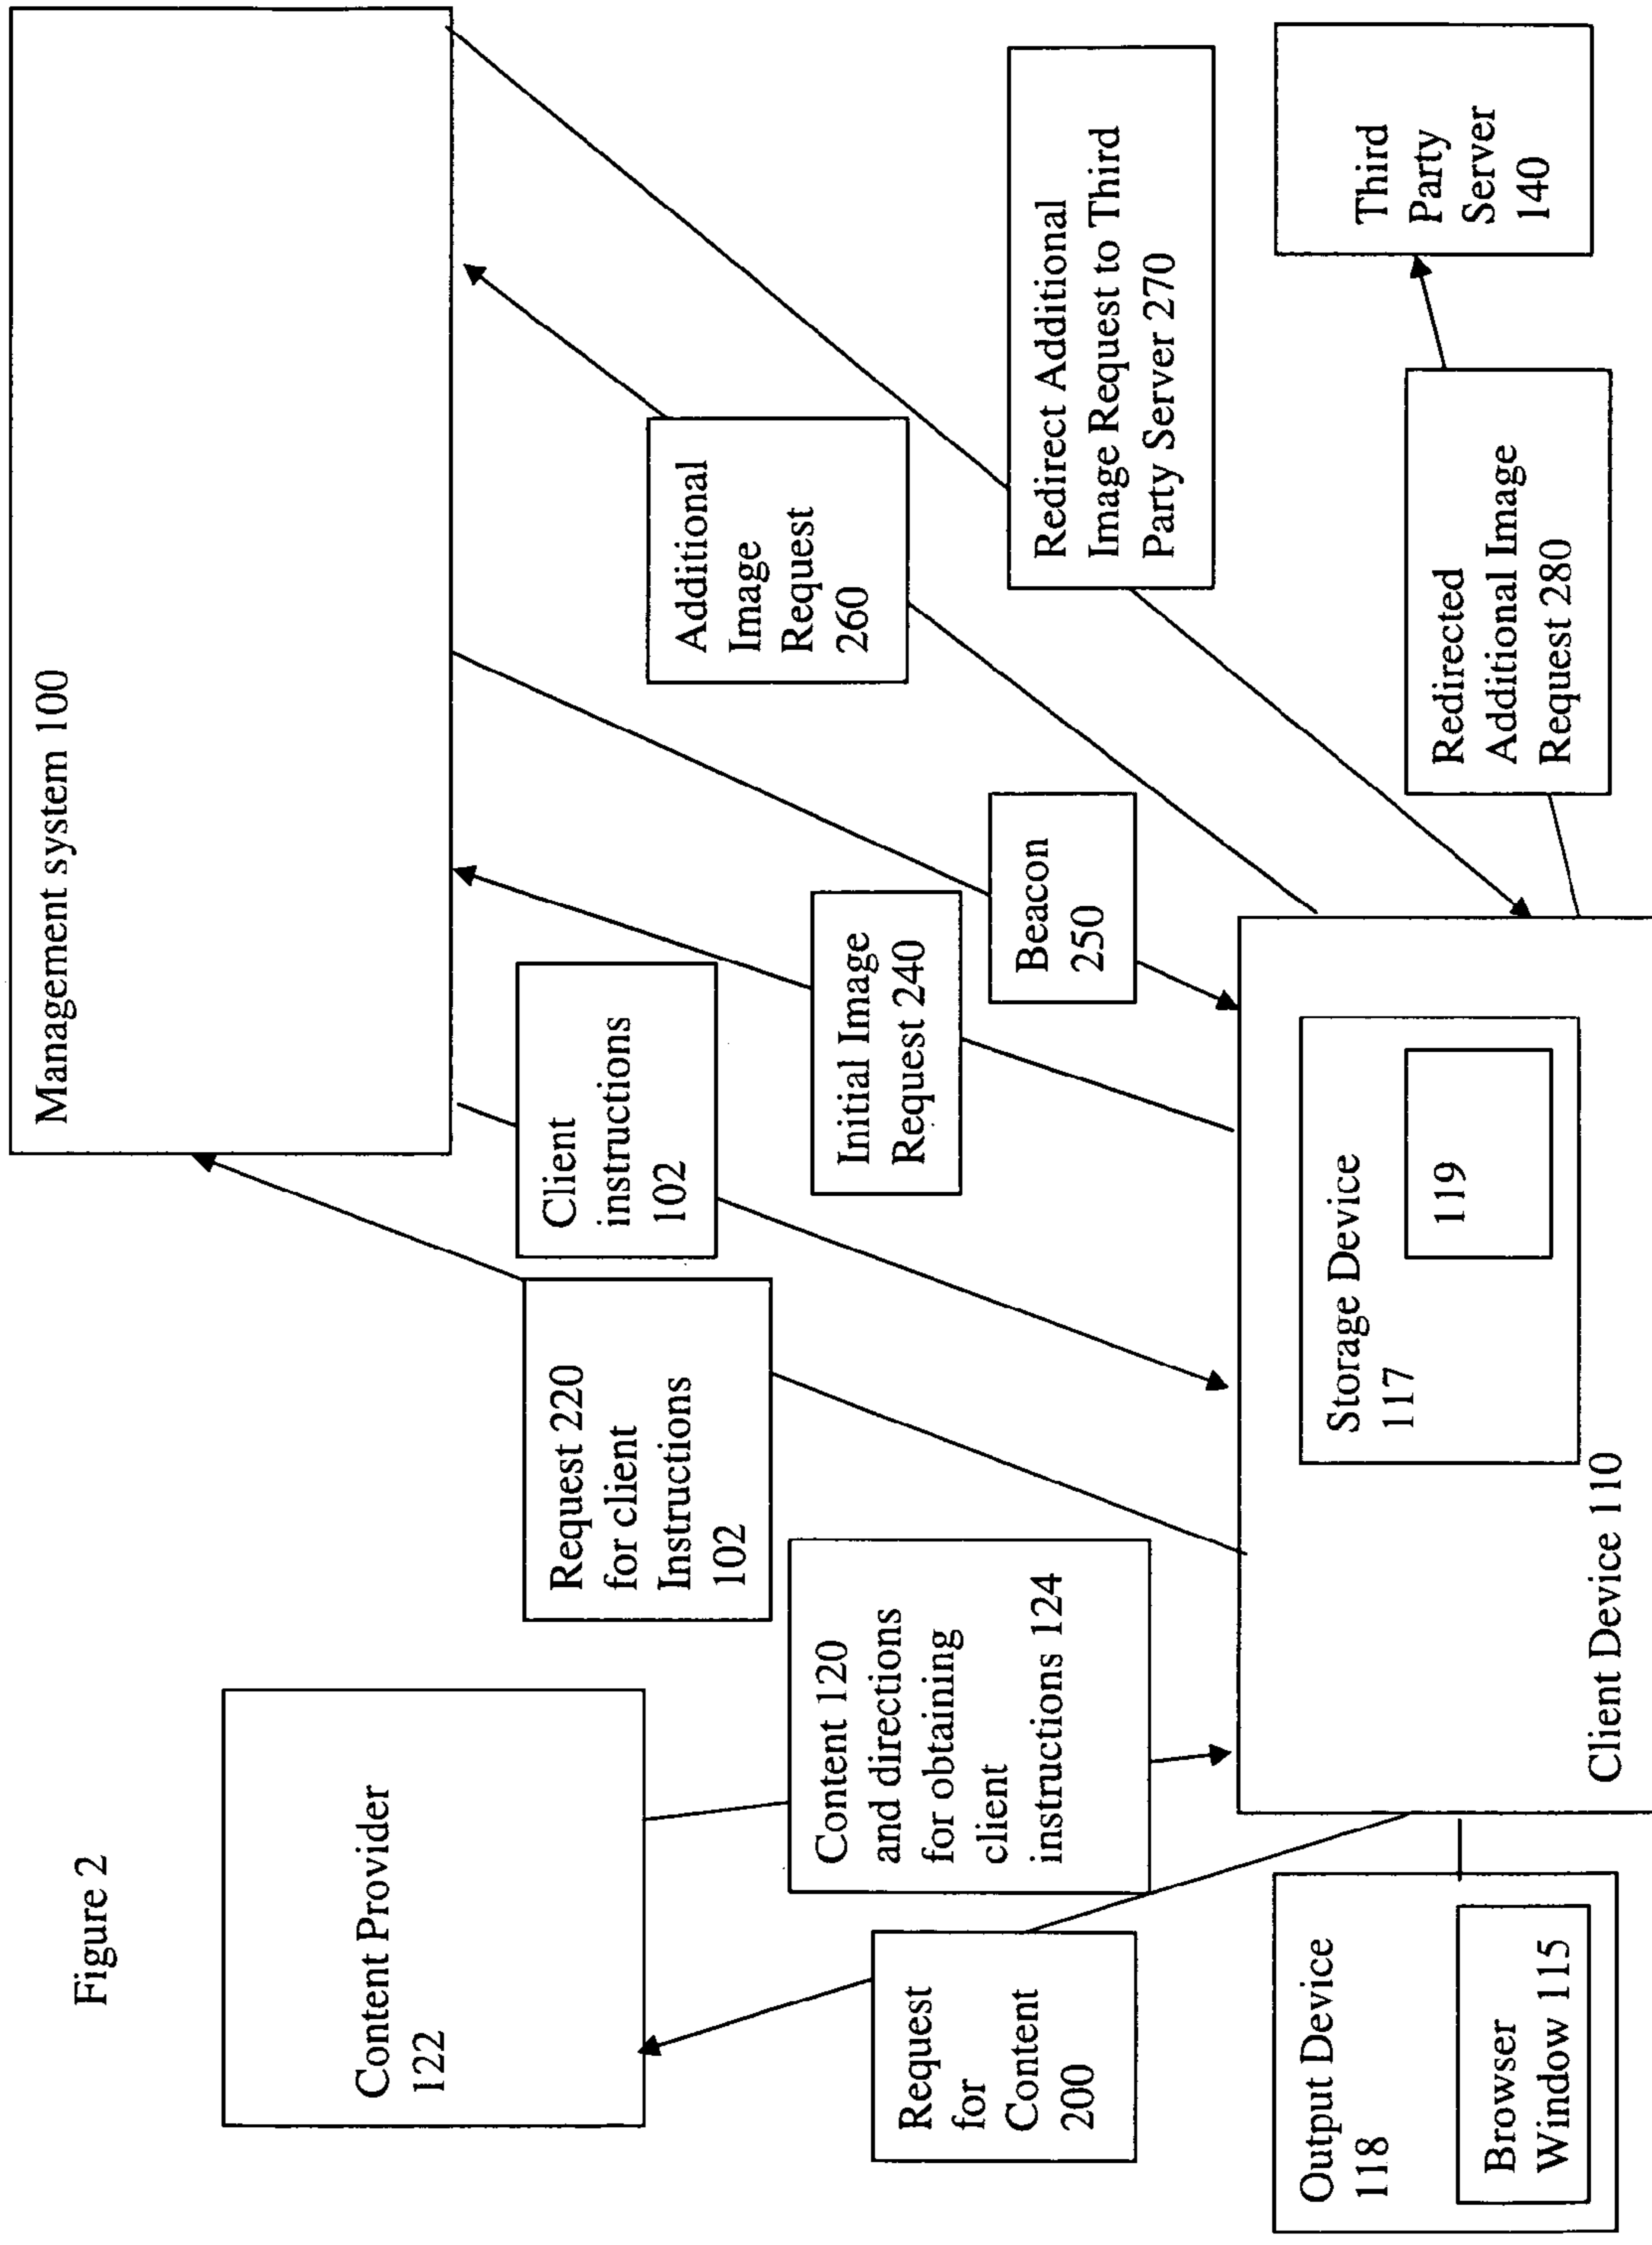 Figure 2
Management system 100
Content Provider
122
Request 220
for client
Instructions
102
Client
instructions
102
Additional
Image
Request
260
Content 120
and directions
for obtaining
client
instructions 124
Initial Image
Request 240
Beacon
250
Redirect Additional
Image Request to Third
Party Server 270
Request
for
Content
200
Output Device
118
Browser
Window 115
Storage Device
117
119
Client Device 110
Redirected
Additional Image
Request 280
Third
Party
Server
140